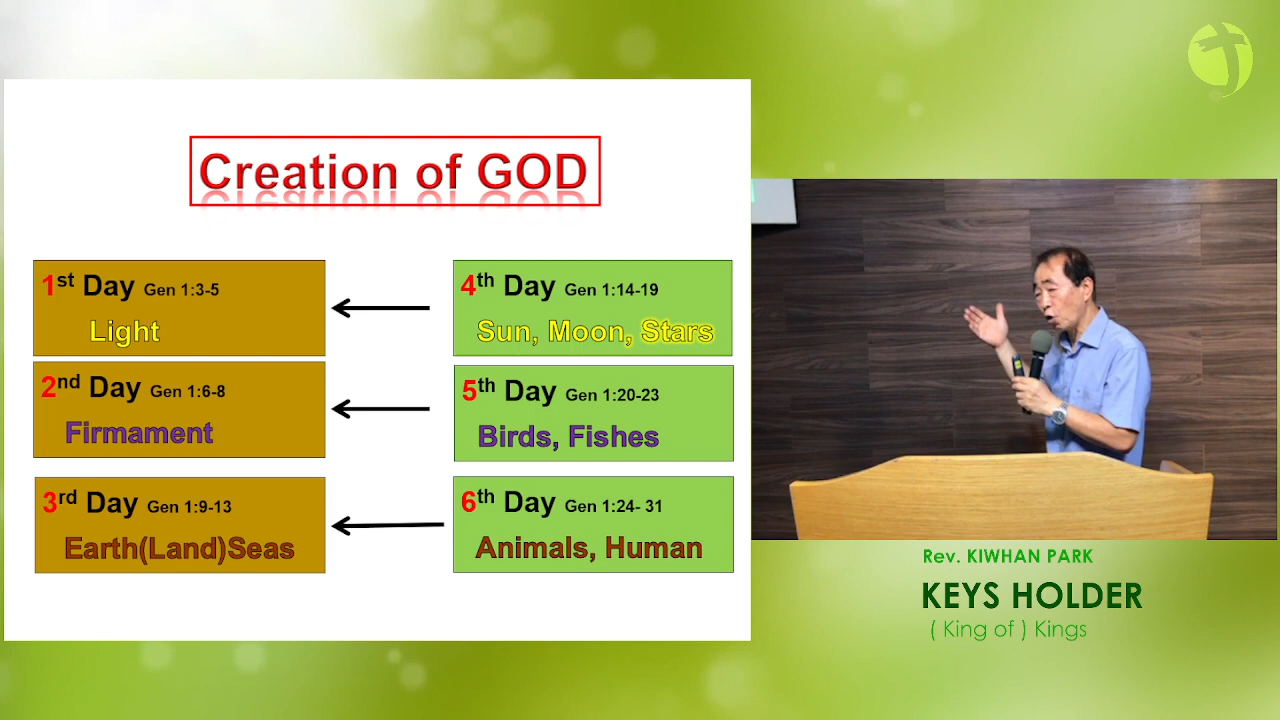 Creation of GOD
1st Day Gen 1:3-5
Light
2nd Day Gen 1:6-8
Firmament
3rd Day Gen 1:9-13
Earth(Land)Seas
4th Day Gen 1:14-19
Sun, Moon, Stars
5th Day Gen 1:20-23
Birds, Fishes
6th Day Gen 1:24- 31
Animals, Human
Rev. KIWHAN PARK
KEYS HOLDER
( King of ) Kings